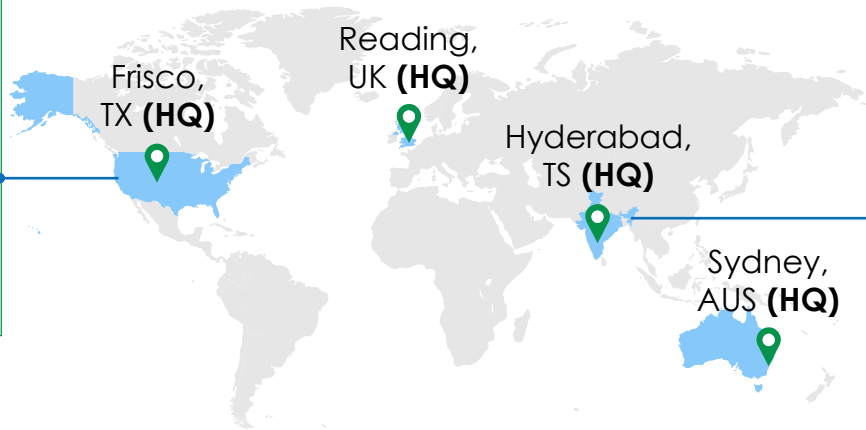 Reading,
UK (HQ)
Frisco,
TX (HQ)
Hyderabad,
TS (HQ)
Sydney,
AUS (HQ)